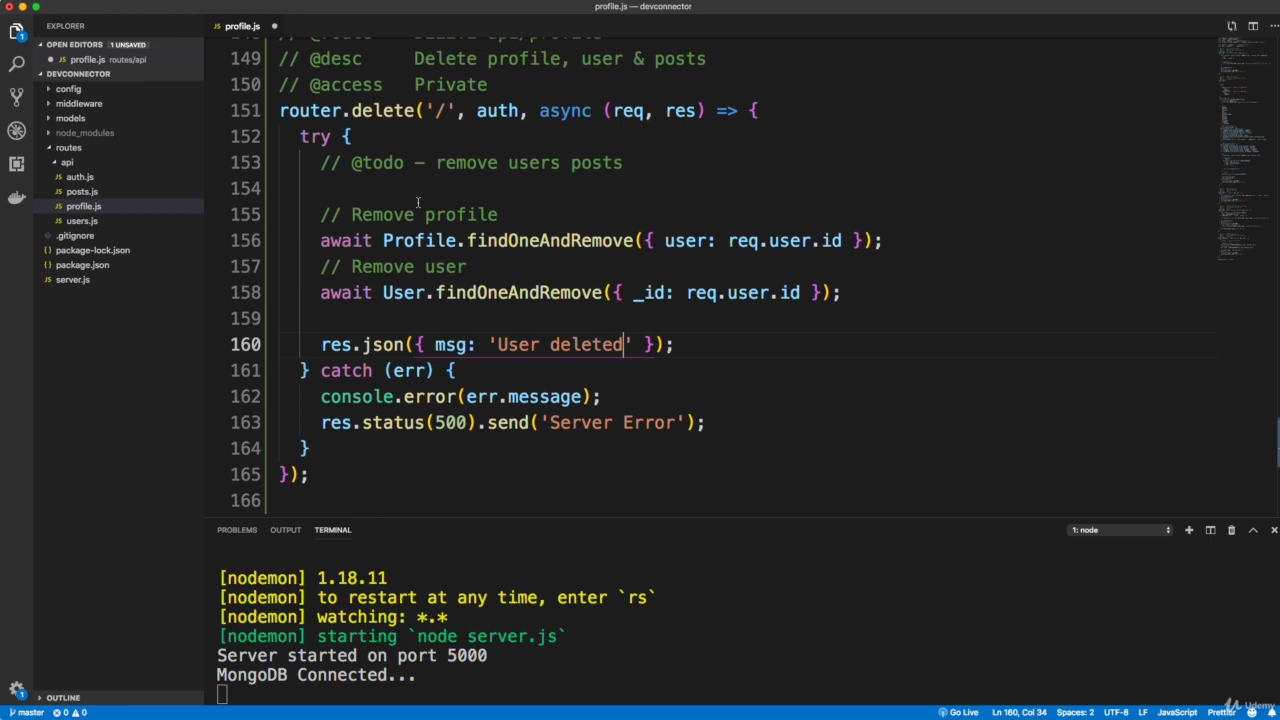 profile.js — devconnector
EXPLORER
OPEN EDITORS 1 UNSAVED
profile.js routes/api
DEVCONNECTOR
config
middleware
models
node_modules
routes
api
auth.js
posts.js
profile.js
users.js
.gitignore
package-lock.json
package.json
server.js
OUTLINE
profile.js
149 // @desc Delete profile, user & posts
150 // @access Private
151 router.delete('/', auth, async (req, res) => {
152 try {
153 // @todo - remove users posts
154
155 // Remove profile
156 await Profile.findOneAndRemove({ user: req.user.id });
157 // Remove user
158 await User.findOneAndRemove({ _id: req.user.id });
159
160 res.json({ msg: 'User deleted' });
161 } catch (err) {
162 console.error(err.message);
163 res.status(500).send('Server Error');
164 }
165 });
166
PROBLEMS OUTPUT TERMINAL 1: node
[nodemon] 1.18.11
[nodemon] to restart at any time, enter `rs`
[nodemon] watching: *.*
[nodemon] starting `node server.js`
Server started on port 5000
MongoDB Connected...
master 0 0 Go Live Ln 160, Col 34 Spaces: 2 UTF-8 LF JavaScript Prettier
Udemy